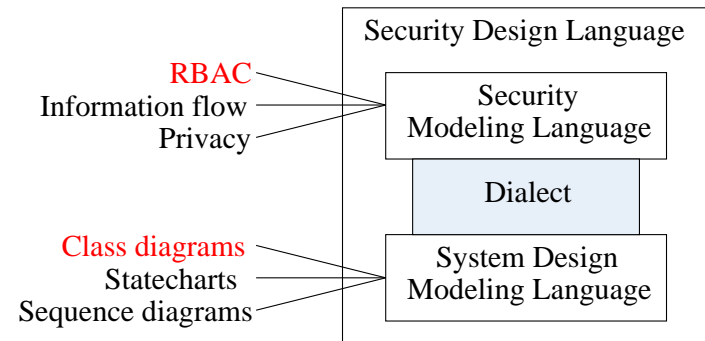 Security Design Language
RBAC
Information flow
Privacy
Security
Modeling Language
Dialect
Class diagrams
Statecharts
Sequence diagrams
System Design
Modeling Language